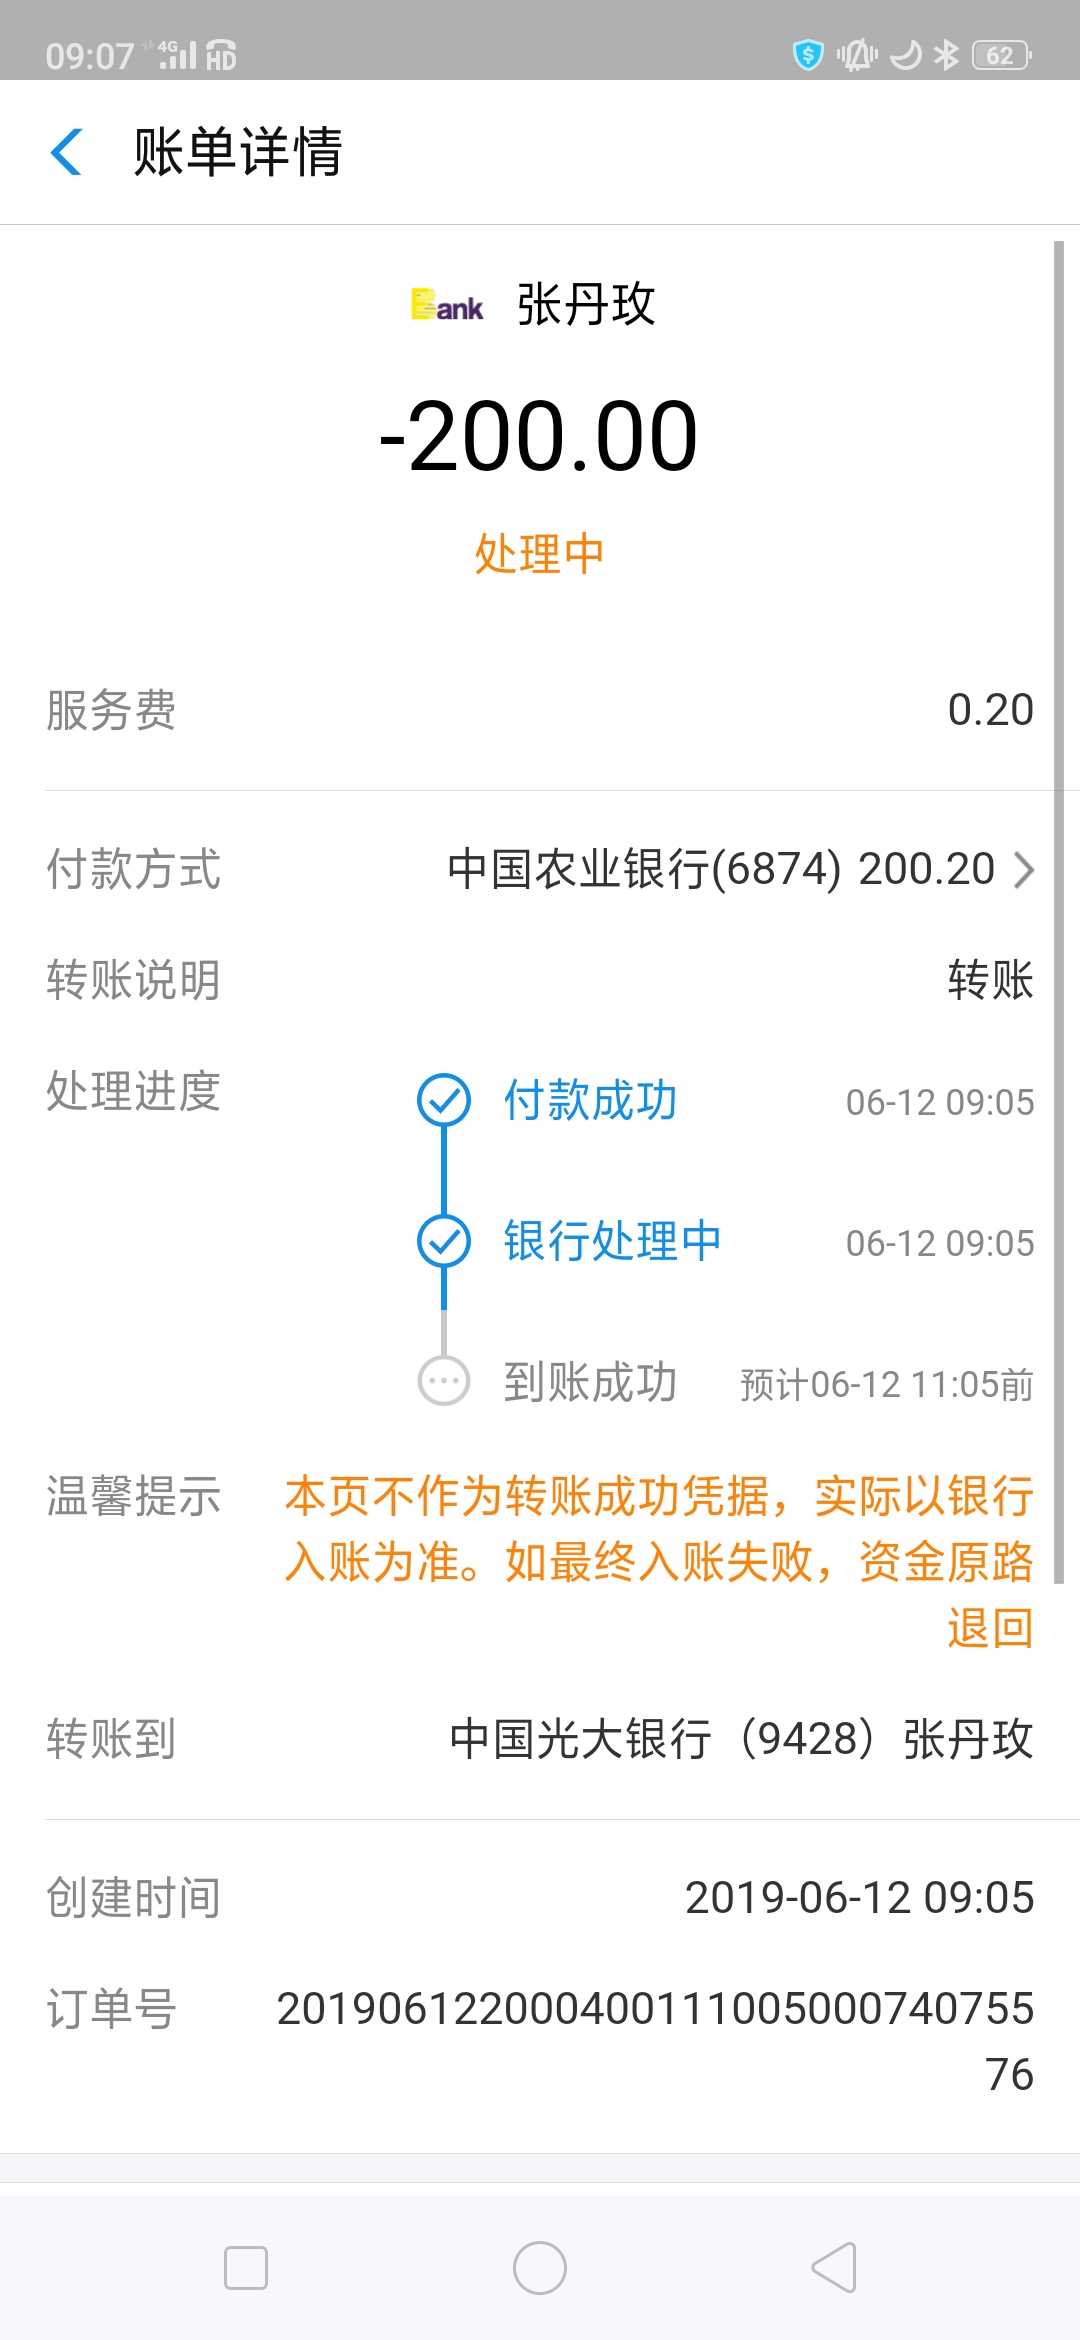 09:07 4G HD 62
账单详情
Bank 张丹玫
-200.00
处理中
服务费 0.20
付款方式 中国农业银行(6874) 200.20
转账说明 转账
处理进度 付款成功 06-12 09:05
银行处理中 06-12 09:05
到账成功 预计06-12 11:05前
温馨提示 本页不作为转账成功凭据，实际以银行
入账为准。如最终入账失败，资金原路
退回
转账到 中国光大银行（9428）张丹玫
创建时间 2019-06-12 09:05
订单号 20190612200040011100500074 0755
76